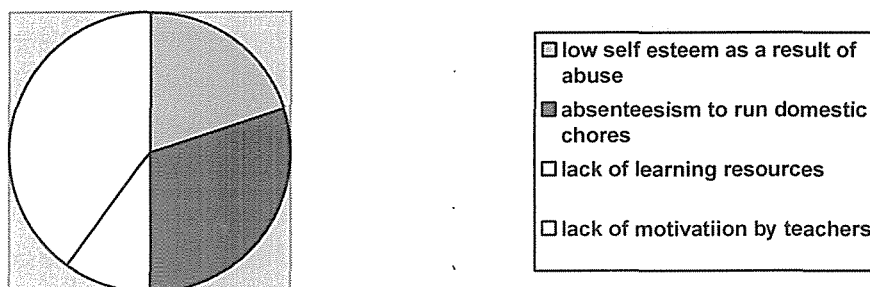 low self esteem as a result of
abuse
absenteesism to run domestic
chores
lack of learning resources
lack of motivatiion by teachers